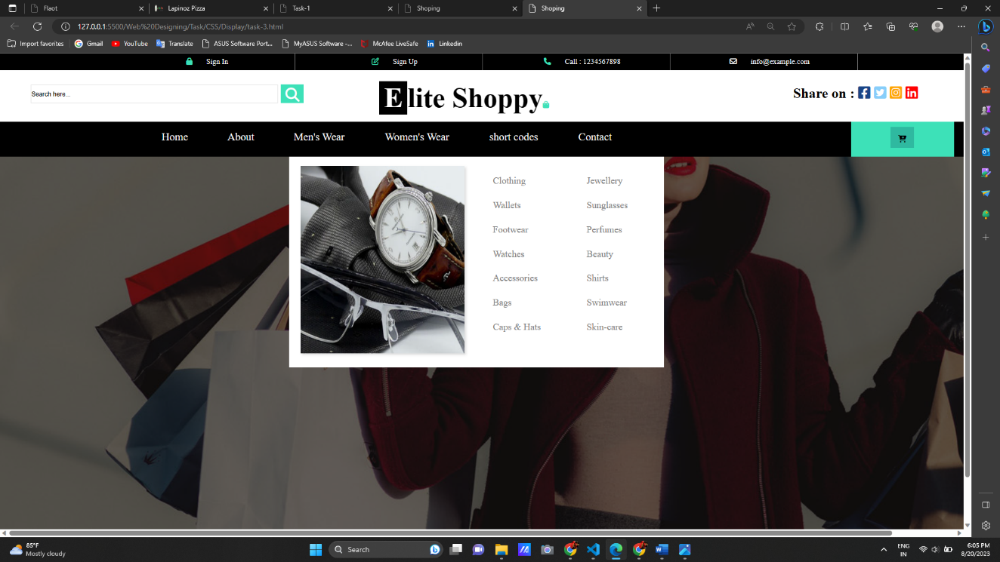 Flaot
Lapinoz Pizza
Task-1
Shoping
Shoping
127.0.0.1:5500/Web%20Designing/Task/CSS/Display/task-3.html
Import favorites
Gmail
YouTube
Translate
ASUS Software Port...
MyASUS Software -...
McAfee LiveSafe
Linkedin
Sign In
Sign Up
Call : 1234567898
info@example.com
Search here...
Elite Shoppy
Share on :
Home
About
Men's Wear
Women's Wear
short codes
Contact
Clothing
Jewellery
Wallets
Sunglasses
Footwear
Perfumes
Watches
Beauty
Accessories
Shirts
Bags
Swimwear
Caps & Hats
Skin-care
85°F
Mostly cloudy
Search
ENG
IN
6:05 PM
8/20/2023